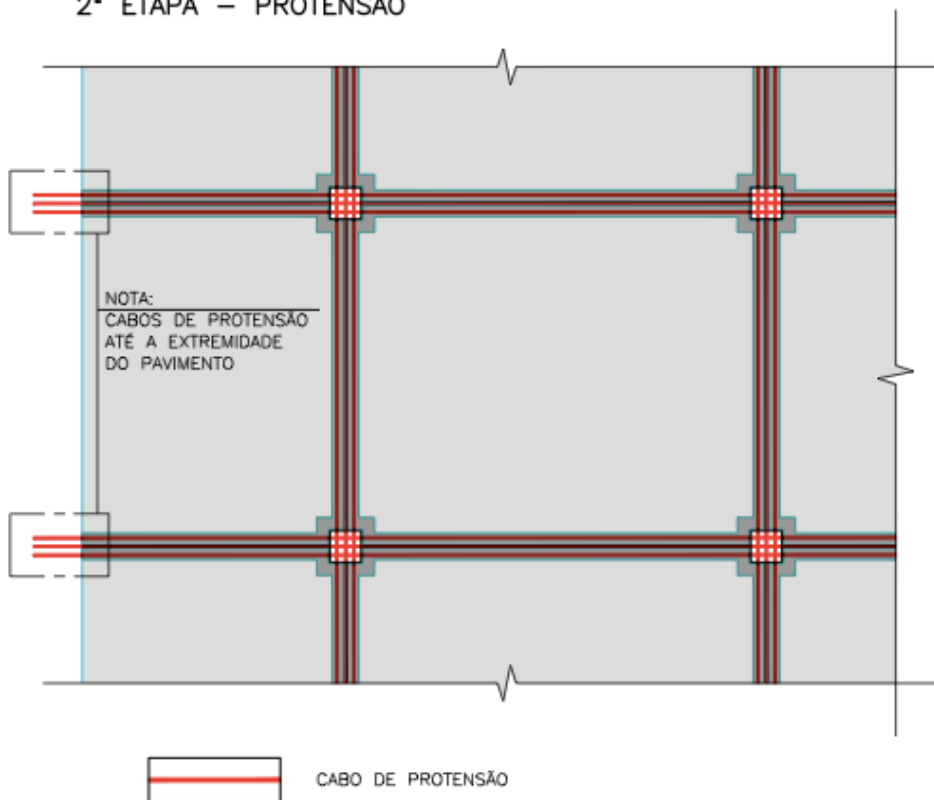 2ª ETAPA – PROTENSÃO
NOTA:
CABOS DE PROTENSÃO
ATÉ A EXTREMIDADE
DO PAVIMENTO
CABO DE PROTENSÃO